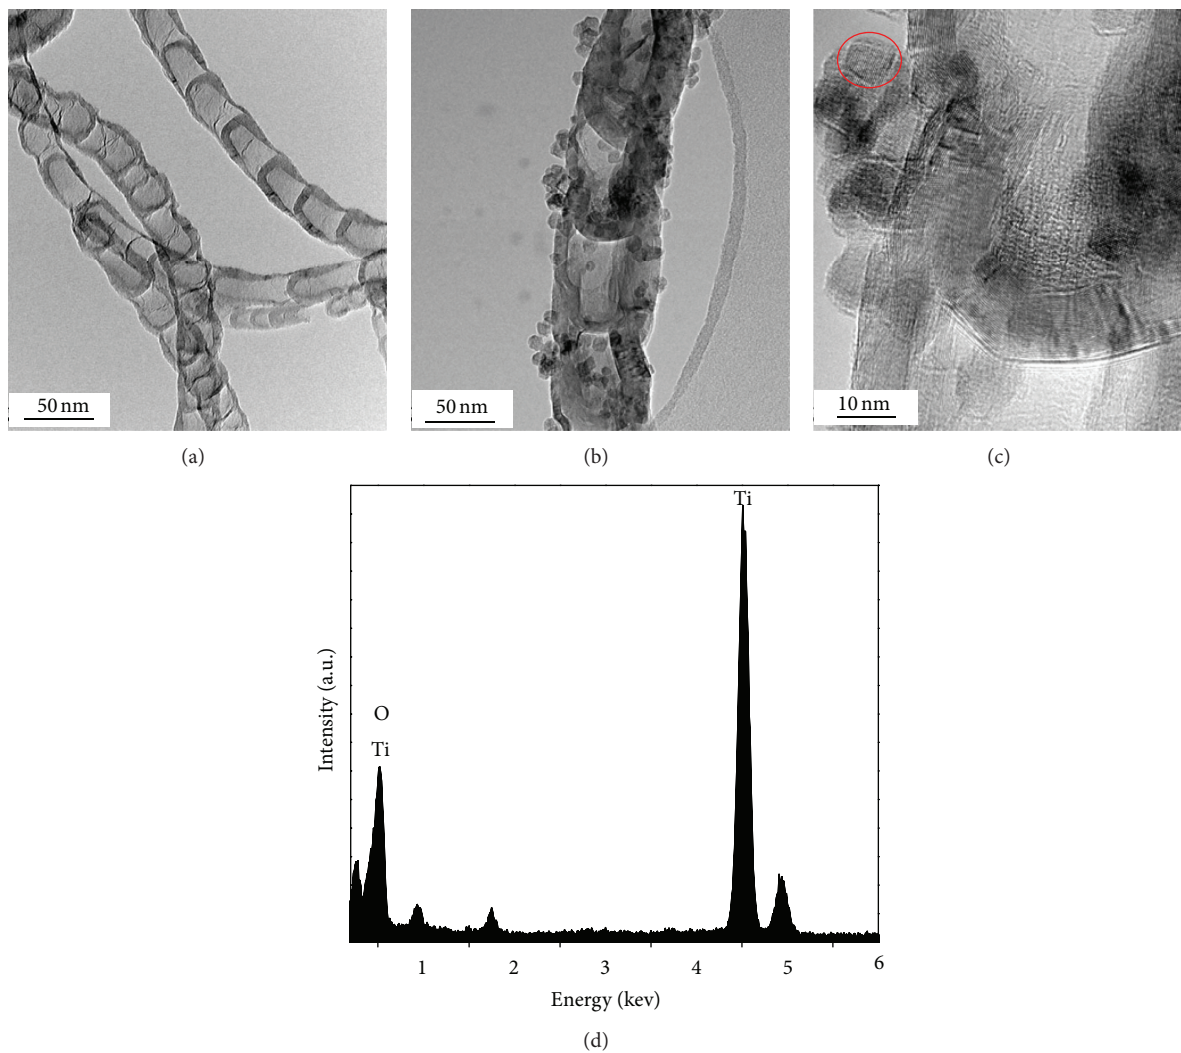 50 nm
50 nm
10 nm
(a)
(b)
(c)
Ti
O
Ti
Intensity (a.u.)
1 2 3 4 5 6
Energy (kev)
(d)